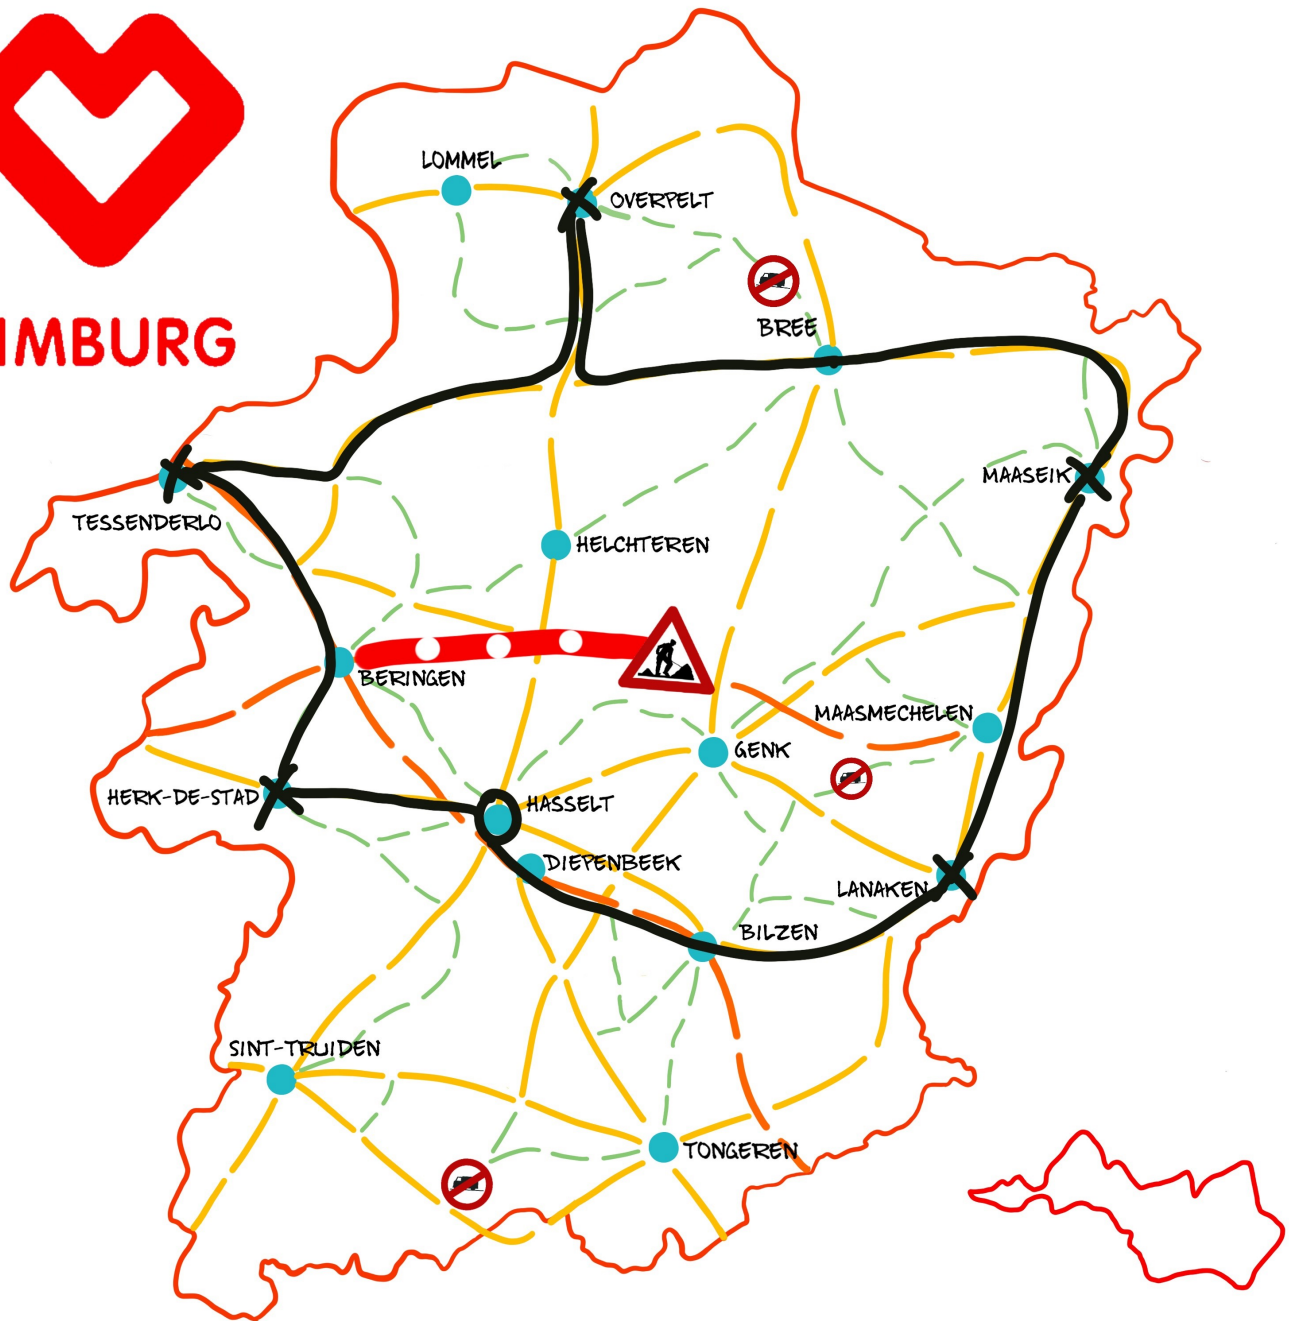 IMBURG
LOMMEL
OVERPELT
BREE
MAASEIK
TESSENDERLO
HELCHTEREN
BERINGEN
MAASMECHELEN
GENK
HERK-DE-STAD
HASSELT
DIEPENBEEK
LANAKEN
BILZEN
SINT-TRUIDEN
TONGEREN